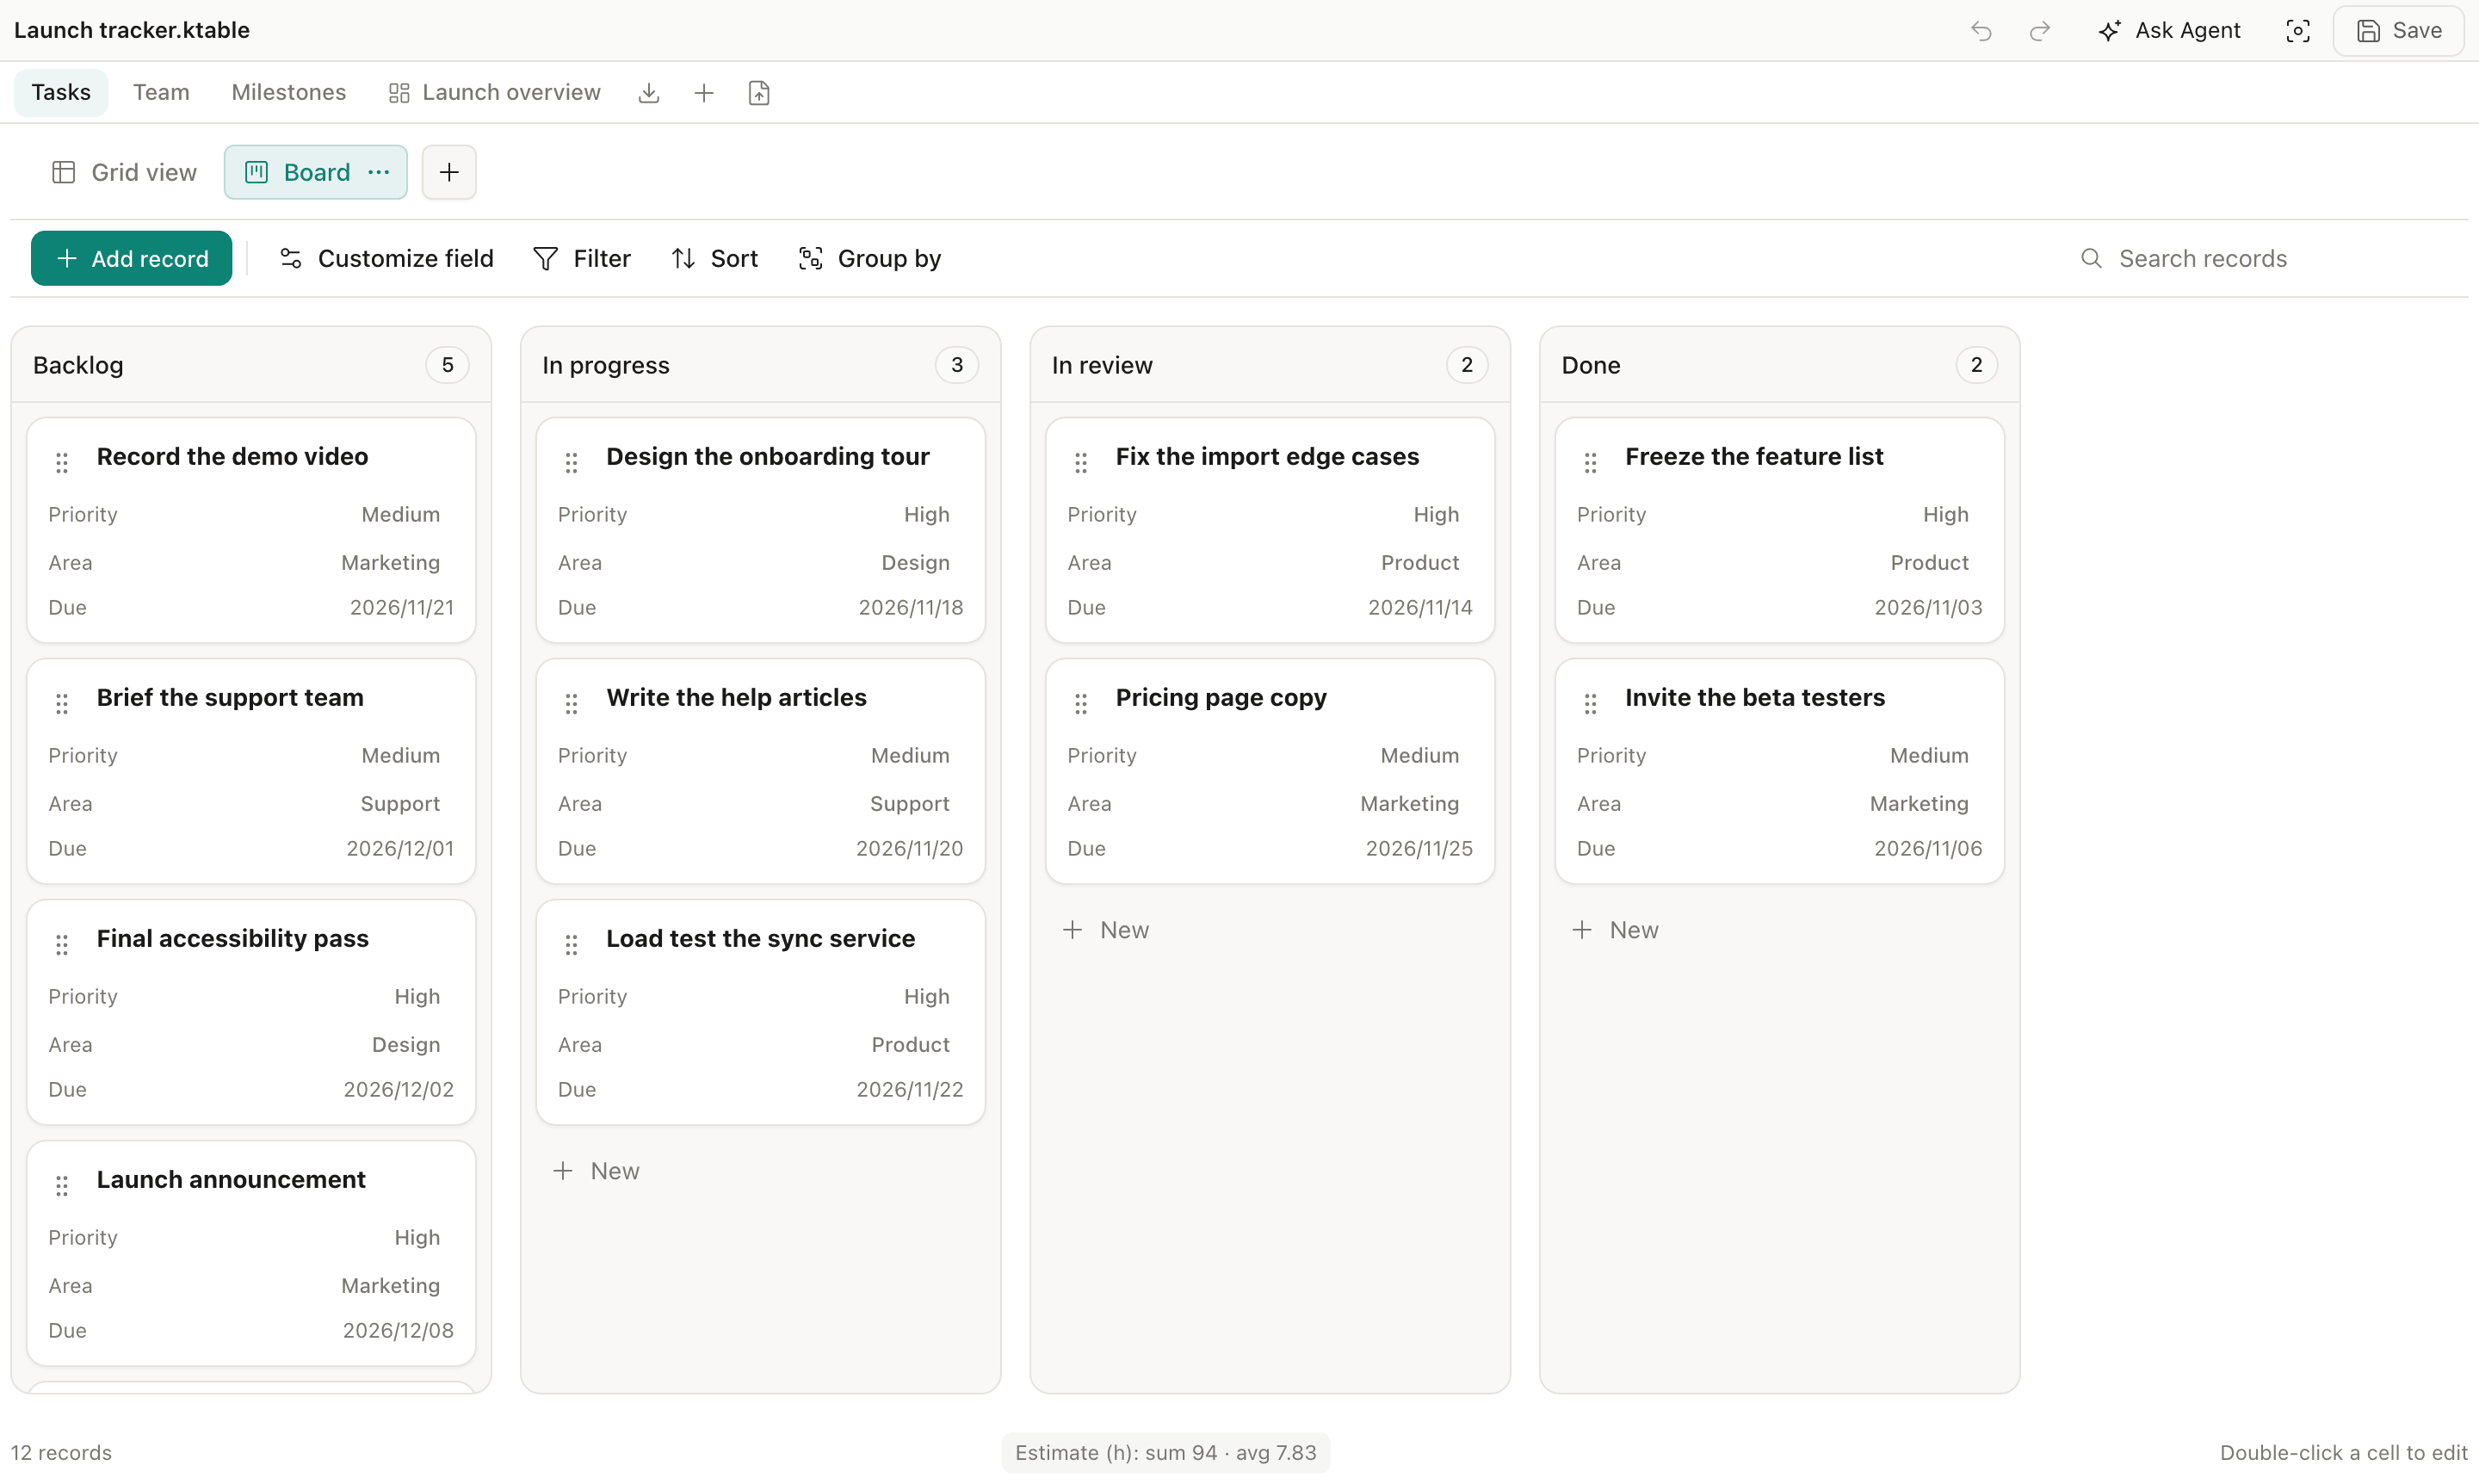 Launch tracker.ktable
Ask Agent
Save
Tasks
Team
Milestones
Launch overview
Grid view
Board
Add record
Customize field
Filter
Sort
Group by
Search records
Backlog
5
Record the demo video
Priority Medium
Area Marketing
Due 2026/11/21
Brief the support team
Priority Medium
Area Support
Due 2026/12/01
Final accessibility pass
Priority High
Area Design
Due 2026/12/02
Launch announcement
Priority High
Area Marketing
Due 2026/12/08
In progress
3
Design the onboarding tour
Priority High
Area Design
Due 2026/11/18
Write the help articles
Priority Medium
Area Support
Due 2026/11/20
Load test the sync service
Priority High
Area Product
Due 2026/11/22
New
In review
2
Fix the import edge cases
Priority High
Area Product
Due 2026/11/14
Pricing page copy
Priority Medium
Area Marketing
Due 2026/11/25
New
Done
2
Freeze the feature list
Priority High
Area Product
Due 2026/11/03
Invite the beta testers
Priority Medium
Area Marketing
Due 2026/11/06
New
12 records
Estimate (h): sum 94 · avg 7.83
Double-click a cell to edit